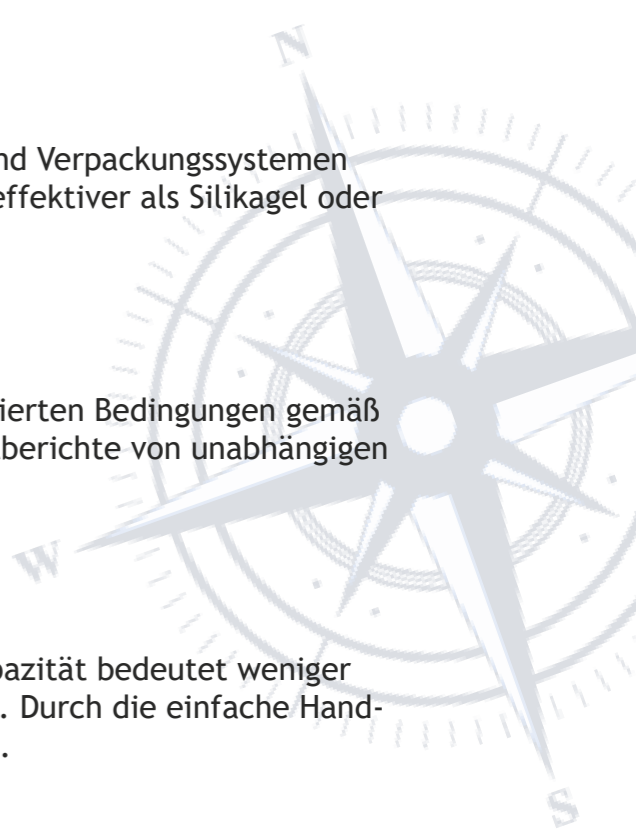 N
nd Verpackungssystemen
effektiver als Silikagel oder
ierten Bedingungen gemäß
berichte von unabhängigen
W
pazität bedeutet weniger
. Durch die einfache Hand-
.
S